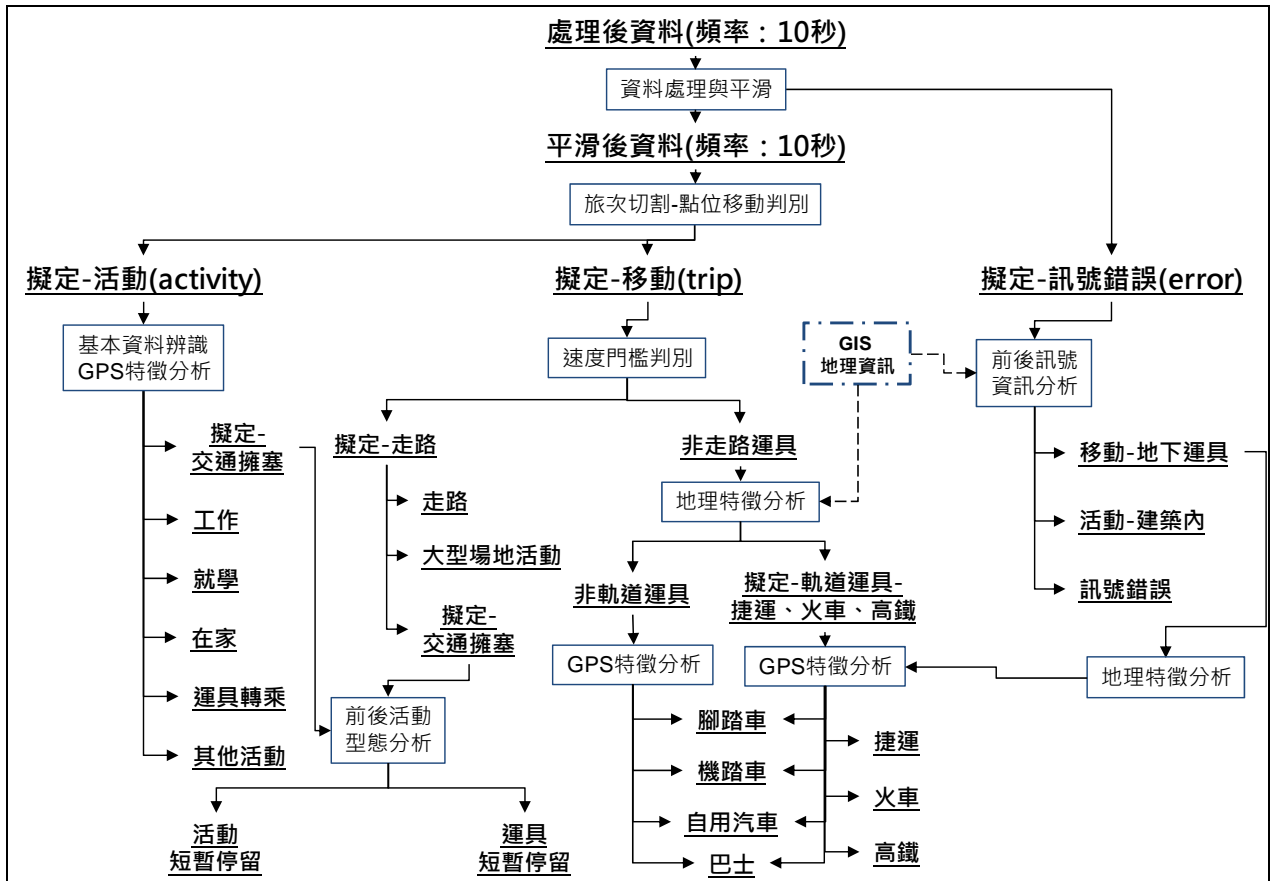 處理後資料(頻率：10秒)
資料處理與平滑
平滑後資料(頻率：10秒)
旅次切割-點位移動判別
擬定-活動(activity)
擬定-移動(trip)
擬定-訊號錯誤(error)
基本資料辨識
GPS特徵分析
速度門檻判別
GIS
地理資訊
前後訊號
資訊分析
擬定-
交通擁塞
擬定-走路
非走路運具
移動-地下運具
工作
走路
地理特徵分析
活動-建築內
就學
大型場地活動
非軌道運具
擬定-軌道運具-
捷運、火車、高鐵
訊號錯誤
在家
擬定-
交通擁塞
GPS特徵分析
GPS特徵分析
地理特徵分析
運具轉乘
前後活動
型態分析
腳踏車
捷運
其他活動
機踏車
火車
自用汽車
高鐵
巴士
活動
短暫停留
運具
短暫停留